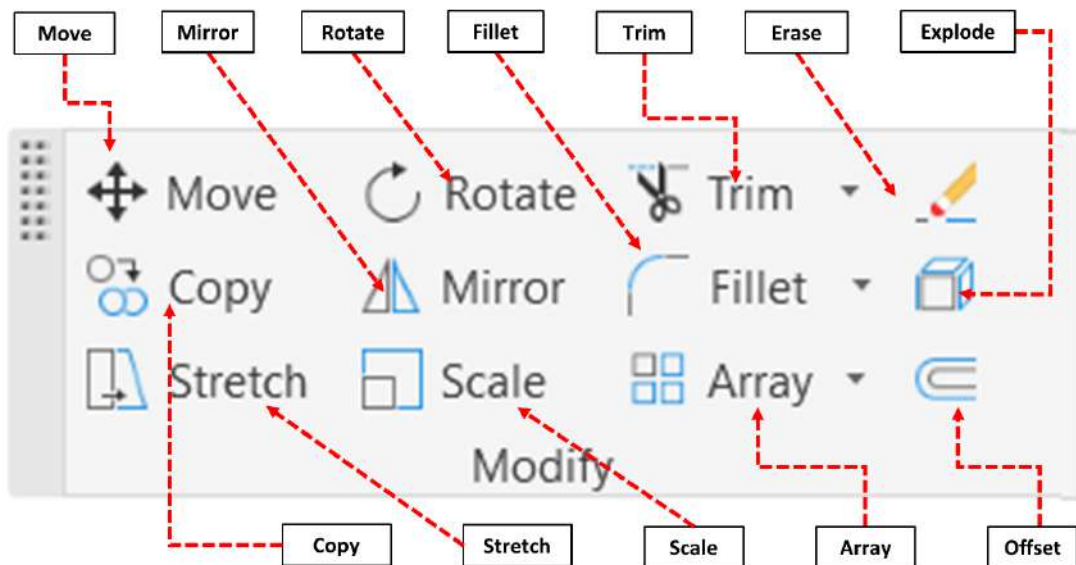 Move Mirror Rotate Fillet Trim Erase Explode
Move Rotate Trim
Copy Mirror Fillet
Stretch Scale Array
Modify
Copy Stretch Scale Array Offset